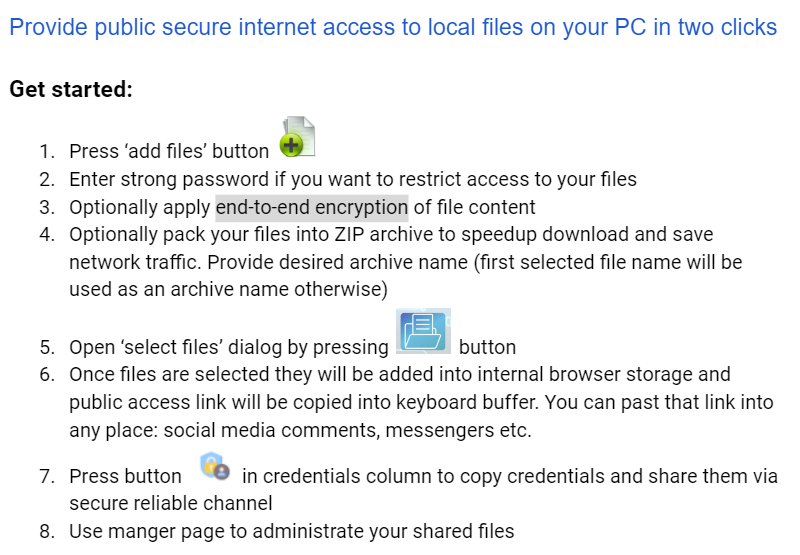 Provide public secure internet access to local files on your PC in two clicks
Get started:
1. Press ‘add files’ button
2. Enter strong password if you want to restrict access to your files
3. Optionally apply end-to-end encryption of file content
4. Optionally pack your files into ZIP archive to speedup download and save
network traffic. Provide desired archive name (first selected file name will be
used as an archive name otherwise)
5. Open ‘select files’ dialog by pressing button
6. Once files are selected they will be added into internal browser storage and
public access link will be copied into keyboard buffer. You can past that link into
any place: social media comments, messengers etc.
7. Press button in credentials column to copy credentials and share them via
secure reliable channel
8. Use manger page to administrate your shared files